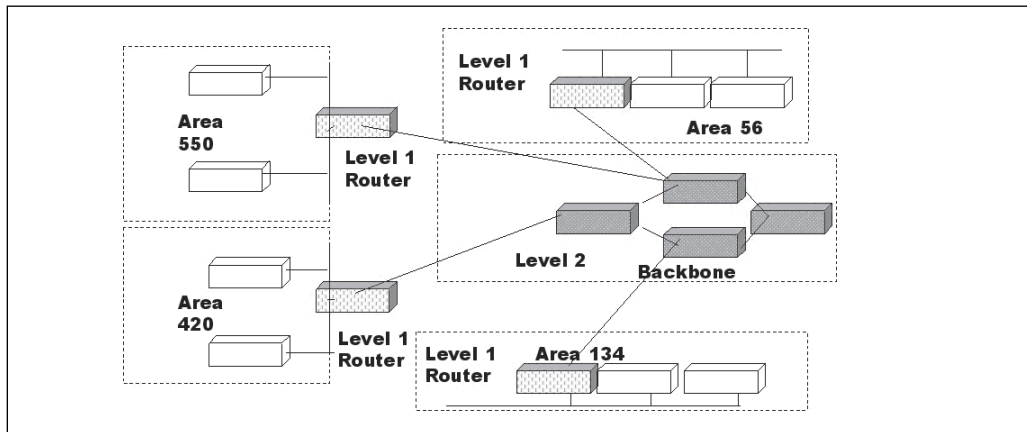 Level 1
Router
Area 56
Area
550
Level 1
Router
Level 2
Backbone
Area
420
Level 1
Router
Level 1
Router
Area 134